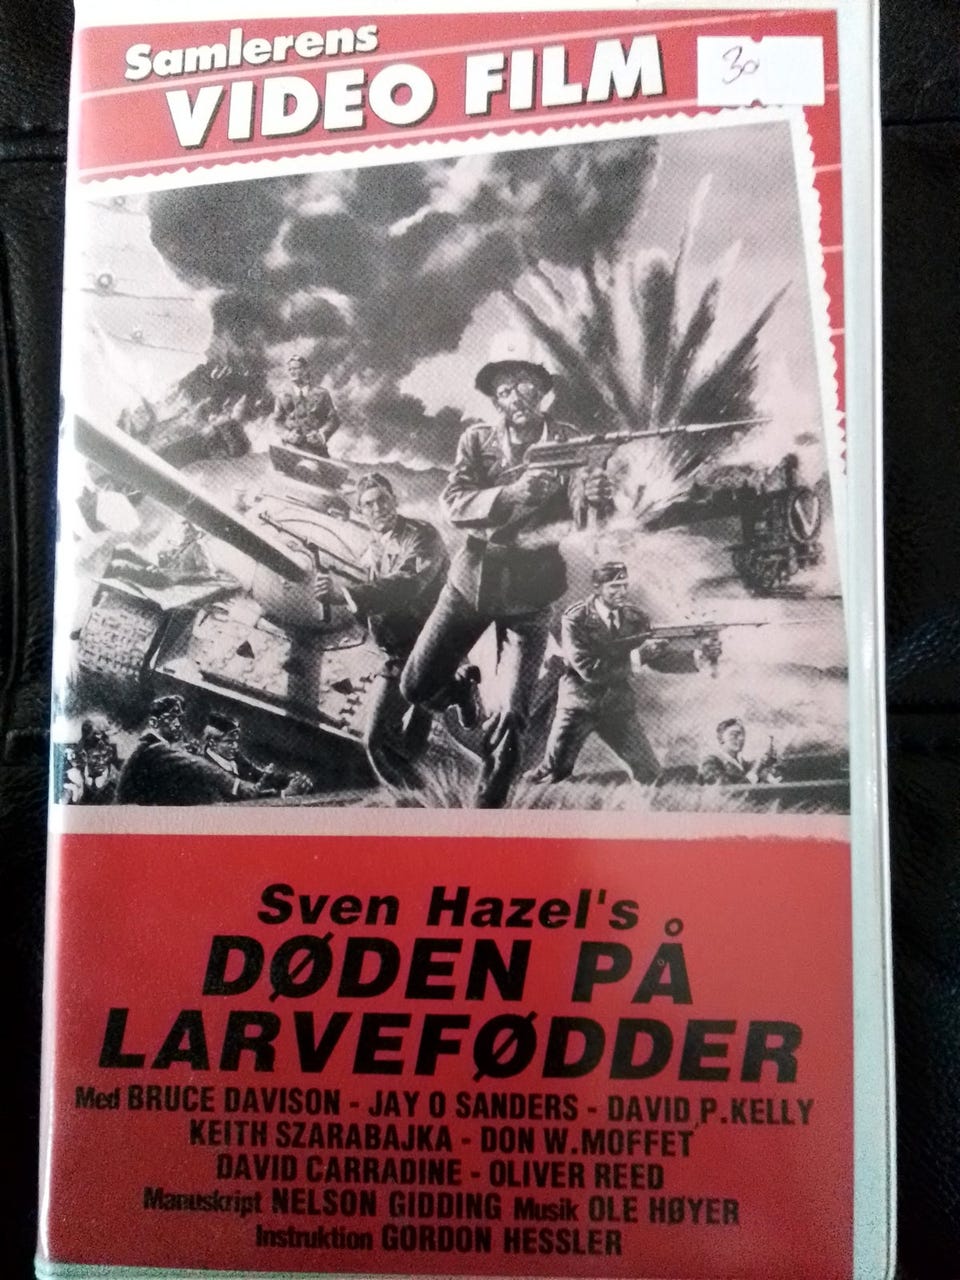 Samlerens
VIDEO FILM
30
Sven Hazel's
DØDEN PÅ
LARVEFØDDER
Med BRUCE DAVISON - JAY O SANDERS - DAVID P. KELLY
KEITH SZARABAJKA - DON W. MOFFET
DAVID CARRADINE - OLIVER REED
Manuskript NELSON GIDDING Musik OLE HØYER
Instruktion GORDON HESSLER